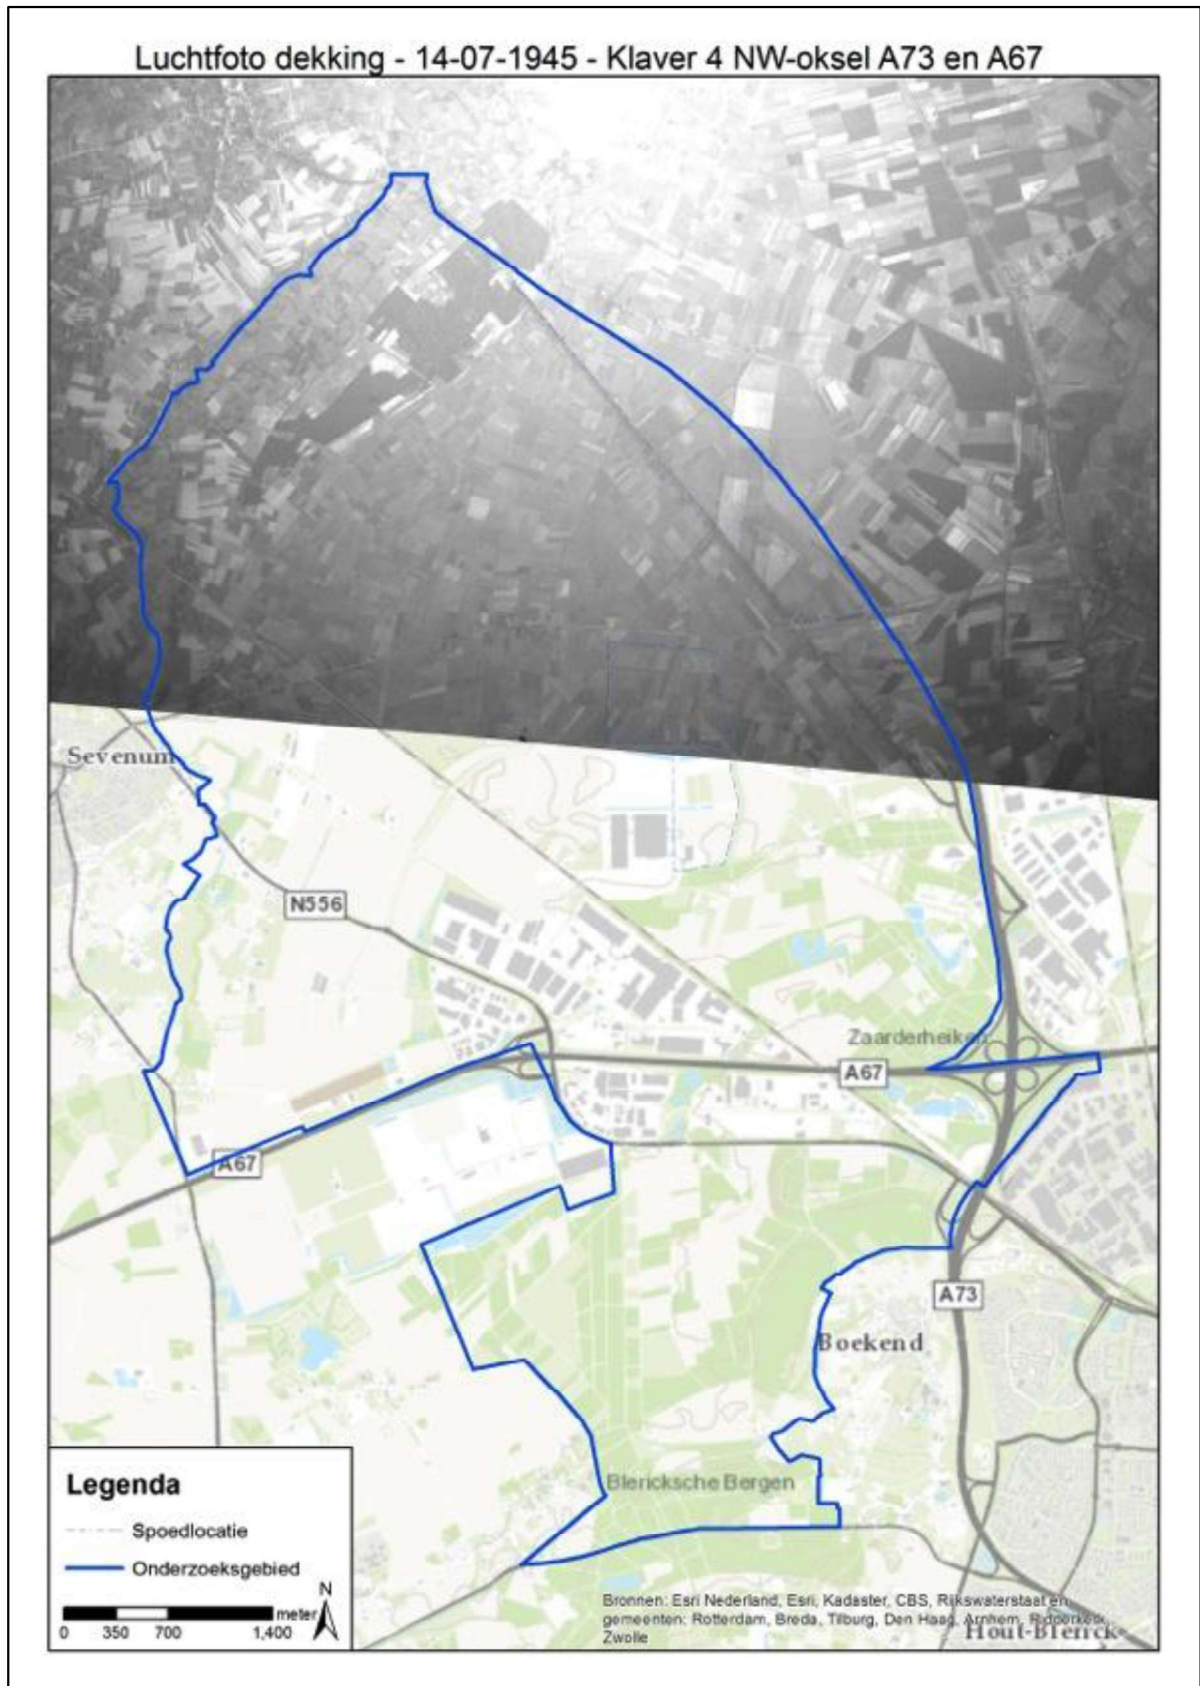 Luchtfoto dekking - 14-07-1945 - Klaver 4 NW-oksel A73 en A67
Sevenum
N556
Zaarderheiken
A67
A67
A73
Boekend
Blericksche Bergen
Legenda
Spoedlocatie
Onderzoeksgebied
N
meter
0 350 700 1,400
Bronnen: Esri Nederland, Esri, Kadaster, CBS, Rijkswaterstaat en
gemeenten: Rotterdam, Breda, Tilburg, Den Haag, Arnhem, Ridderkerk,
Zwolle
Hout-Blerick